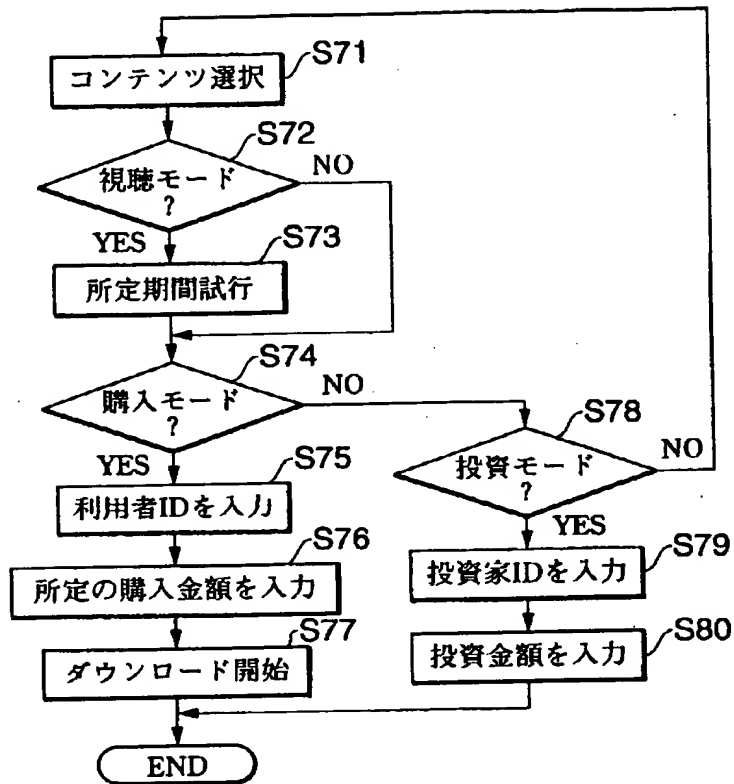 コンテンツ選択
S71
視聴モード
?
S72
NO
YES
所定期間試行
S73
購入モード
?
S74
NO
YES
利用者IDを入力
S75
所定の購入金額を入力
S76
ダウンロード開始
S77
投資モード
?
S78
NO
YES
投資家IDを入力
S79
投資金額を入力
S80
END